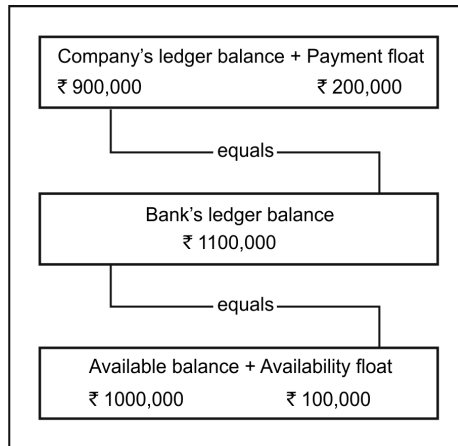 Company's ledger balance + Payment float
₹ 900,000 ₹ 200,000
equals
Bank's ledger balance
₹ 1100,000
equals
Available balance + Availability float
₹ 1000,000 ₹ 100,000